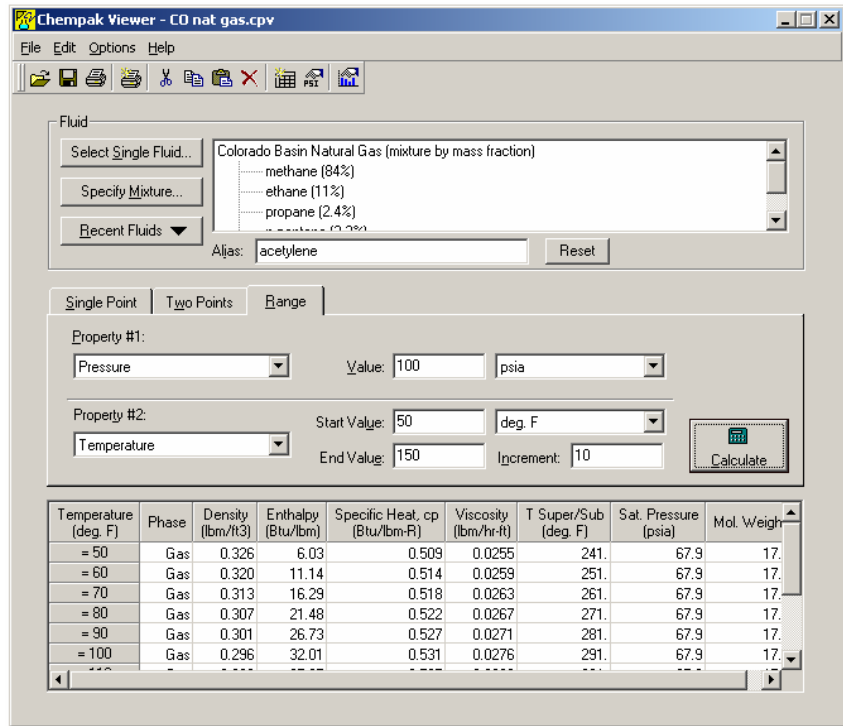 Chempak Viewer - CO nat gas.cpv
File Edit Options Help
PSI
Fluid
Select Single Fluid...
Specify Mixture...
Recent Fluids
Colorado Basin Natural Gas (mixture by mass fraction)
methane (84%)
ethane (11%)
propane (2.4%)
Alias: acetylene Reset
Single Point Two Points Range
Property #1:
Pressure Value: 100 psia
Property #2:
Temperature
Start Value: 50 deg. F
End Value: 150 Increment: 10
Calculate
Temperature (deg. F) Phase Density (lbm/ft3) Enthalpy (Btu/lbm) Specific Heat, cp (Btu/lbm-R) Viscosity (lbm/hr-ft) T Super/Sub (deg. F) Sat. Pressure (psia) Mol. Weigh
= 50 Gas 0.326 6.03 0.509 0.0255 241. 67.9 17.
= 60 Gas 0.320 11.14 0.514 0.0259 251. 67.9 17.
= 70 Gas 0.313 16.29 0.518 0.0263 261. 67.9 17.
= 80 Gas 0.307 21.48 0.522 0.0267 271. 67.9 17.
= 90 Gas 0.301 26.73 0.527 0.0271 281. 67.9 17.
= 100 Gas 0.296 32.01 0.531 0.0276 291. 67.9 17.